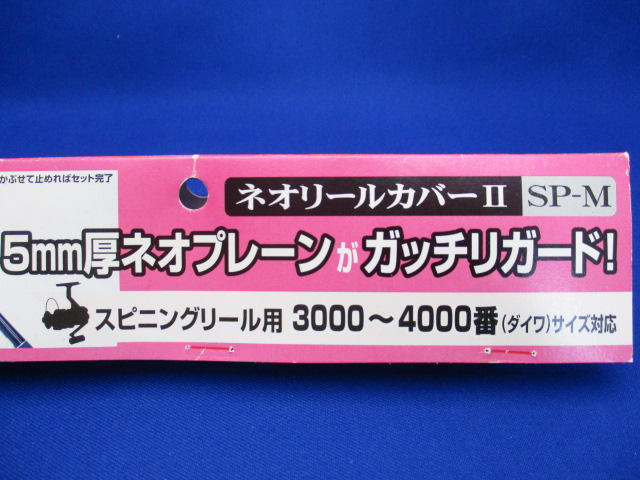 かぶせて止めればセット完了
ネオリールカバーⅡ SP-M
5mm厚ネオプレーンがガッチリガード!
スピニングリール用 3000～4000番(ダイワ)サイズ対応